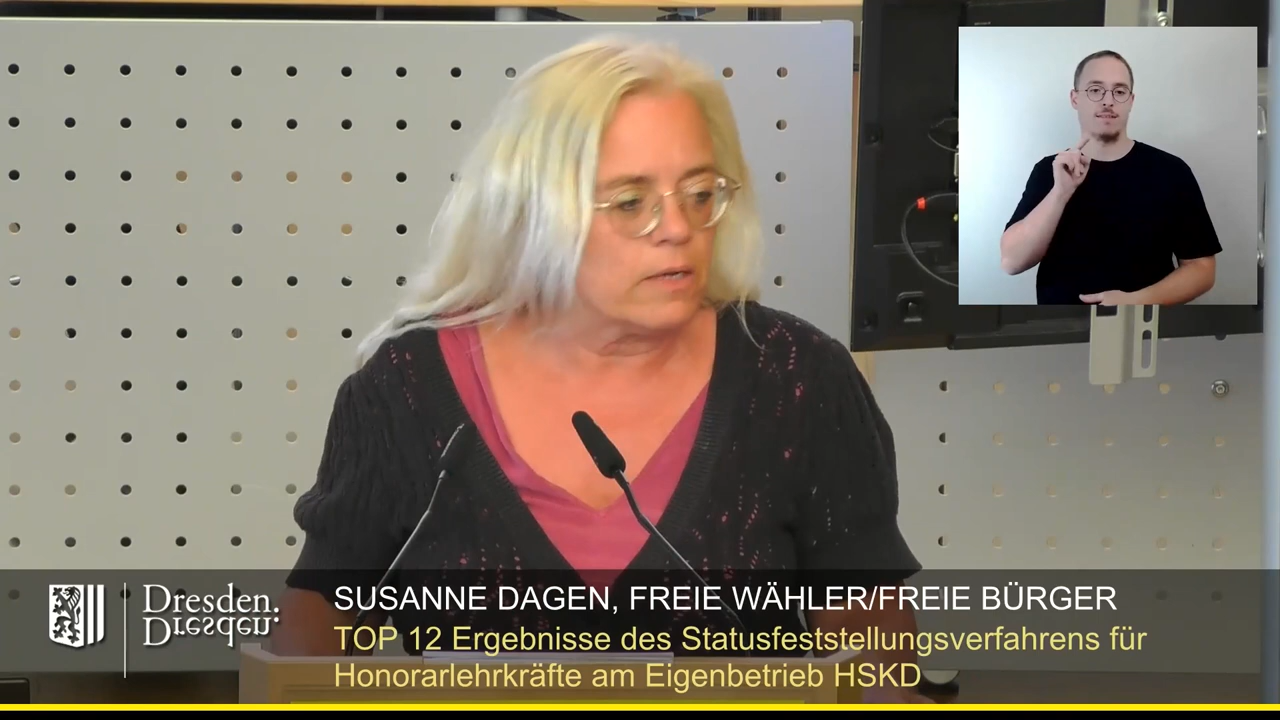 Dresden.
Dresden.
SUSANNE DAGEN, FREIE WÄHLER/FREIE BÜRGER
TOP 12 Ergebnisse des Statusfeststellungsverfahrens für
Honorarlehrkräfte am Eigenbetrieb HSKD